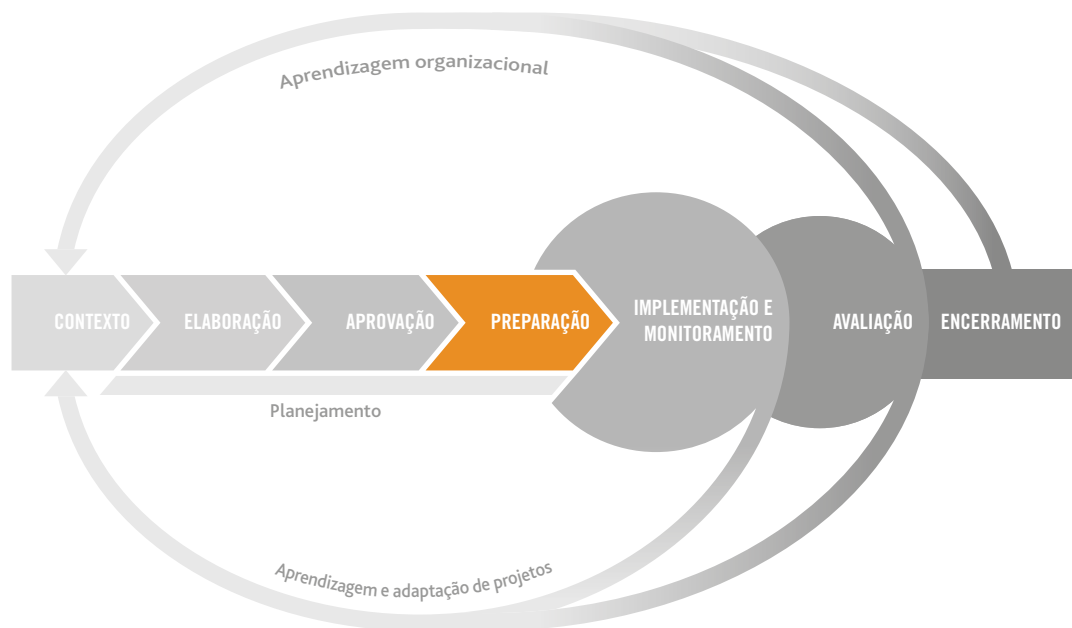 Aprendizagem organizacional
CONTEXTO
ELABORAÇÃO
APROVAÇÃO
PREPARAÇÃO
IMPLEMENTAÇÃO E
MONITORAMENTO
AVALIAÇÃO
ENCERRAMENTO
Planejamento
Aprendizagem e adaptação de projetos